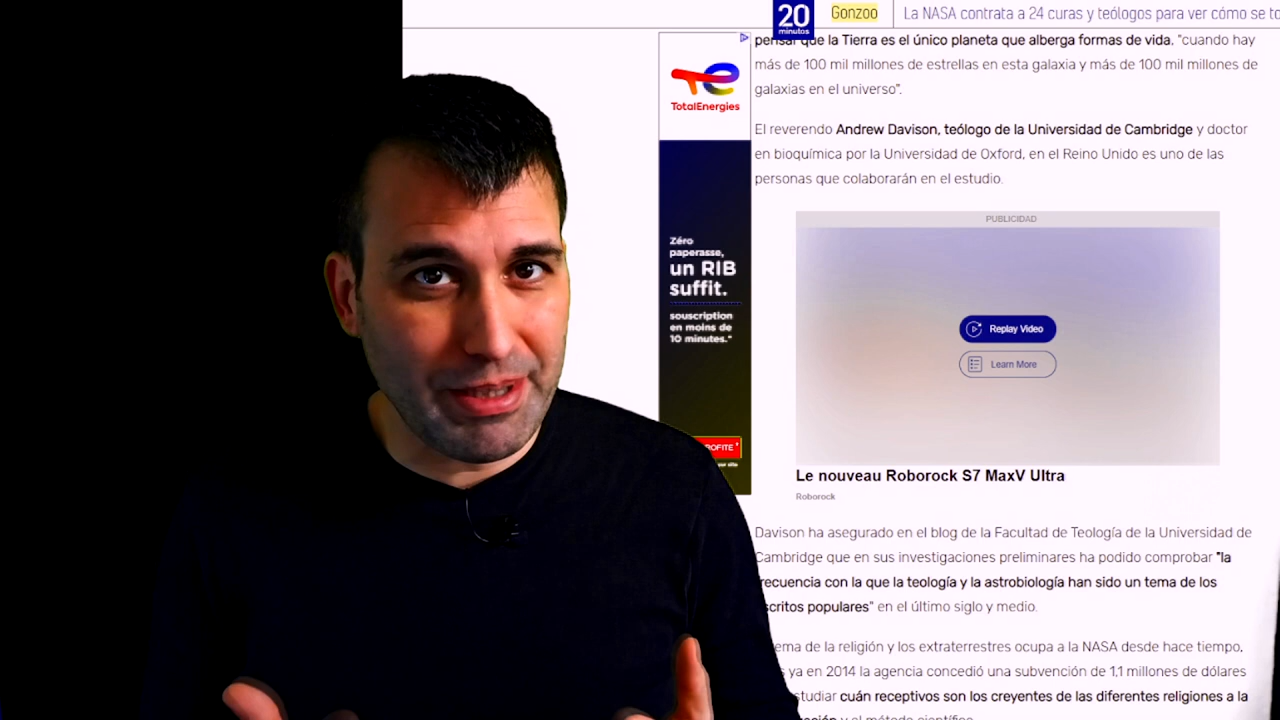 20
minutos
Gonzoo
La NASA contrata a 24 curas y teólogos para ver cómo se
pensar que la Tierra es el único planeta que alberga formas de vida. "cuando hay
más de 100 mil millones de estrellas en esta galaxia y más de 100 mil millones de
galaxias en el universo".
TotalEnergies
El reverendo Andrew Davison, teólogo de la Universidad de Cambridge y doctor
en bioquímica por la Universidad de Oxford, en el Reino Unido es uno de las
personas que colaborarán en el estudio.
PUBLICIDAD
Zéro
paperasse,
un RIB
suffit.
souscription
en moins de
10 minutes.*
Replay Video
Learn More
Le nouveau Roborock S7 MaxV Ultra
Roborock
Davison ha asegurado en el blog de la Facultad de Teología de la Universidad de
Cambridge que en sus investigaciones preliminares ha podido comprobar "la
recuencia con la que la teología y la astrobiología han sido un tema de los
scritos populares" en el último siglo y medio.
ema de la religión y los extraterrestres ocupa a la NASA desde hace tiempo,
ya en 2014 la agencia concedió una subvención de 1,1 millones de dólares
studiar cuán receptivos son los creyentes de las diferentes religiones a la
y el método científico